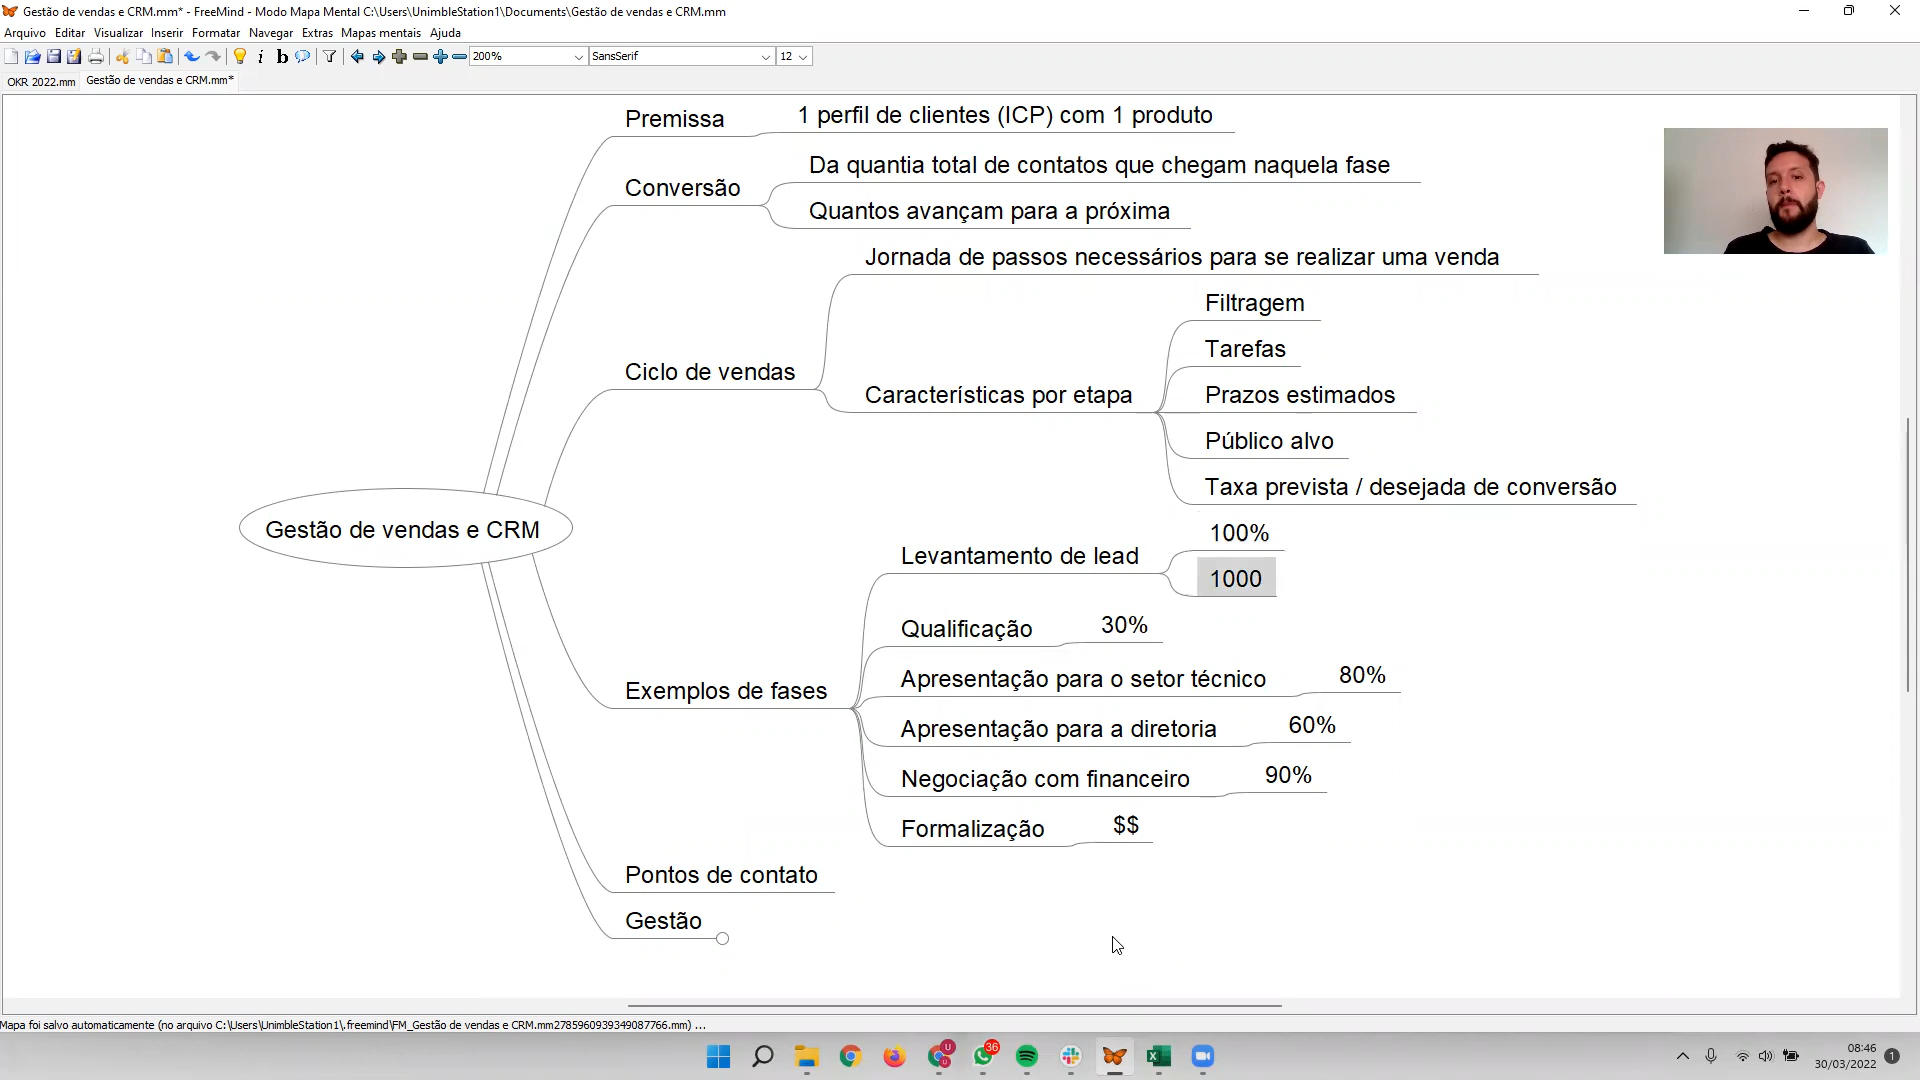 Gestão de vendas e CRM.mm* - FreeMind - Modo Mapa Mental C:\Users\UnimbleStation1\Documents\Gestão de vendas e CRM.mm
Arquivo Editar Visualizar Inserir Formatar Navegar Extras Mapas mentais Ajuda
i b 200% SansSerif 12
OKR 2022.mm Gestão de vendas e CRM.mm*
Premissa
1 perfil de clientes (ICP) com 1 produto
Conversão
Da quantia total de contatos que chegam naquela fase
Quantos avançam para a próxima
Ciclo de vendas
Jornada de passos necessários para se realizar uma venda
Características por etapa
Filtragem
Tarefas
Prazos estimados
Público alvo
Taxa prevista / desejada de conversão
Gestão de vendas e CRM
Exemplos de fases
Levantamento de lead
100%
1000
Qualificação 30%
Apresentação para o setor técnico 80%
Apresentação para a diretoria 60%
Negociação com financeiro 90%
Formalização $$
Pontos de contato
Gestão
Mapa foi salvo automaticamente (no arquivo C:\Users\UnimbleStation1\.freemind\FM_Gestão de vendas e CRM.mm2785960939349087766.mm) ...
U
36
08:46
30/03/2022
1